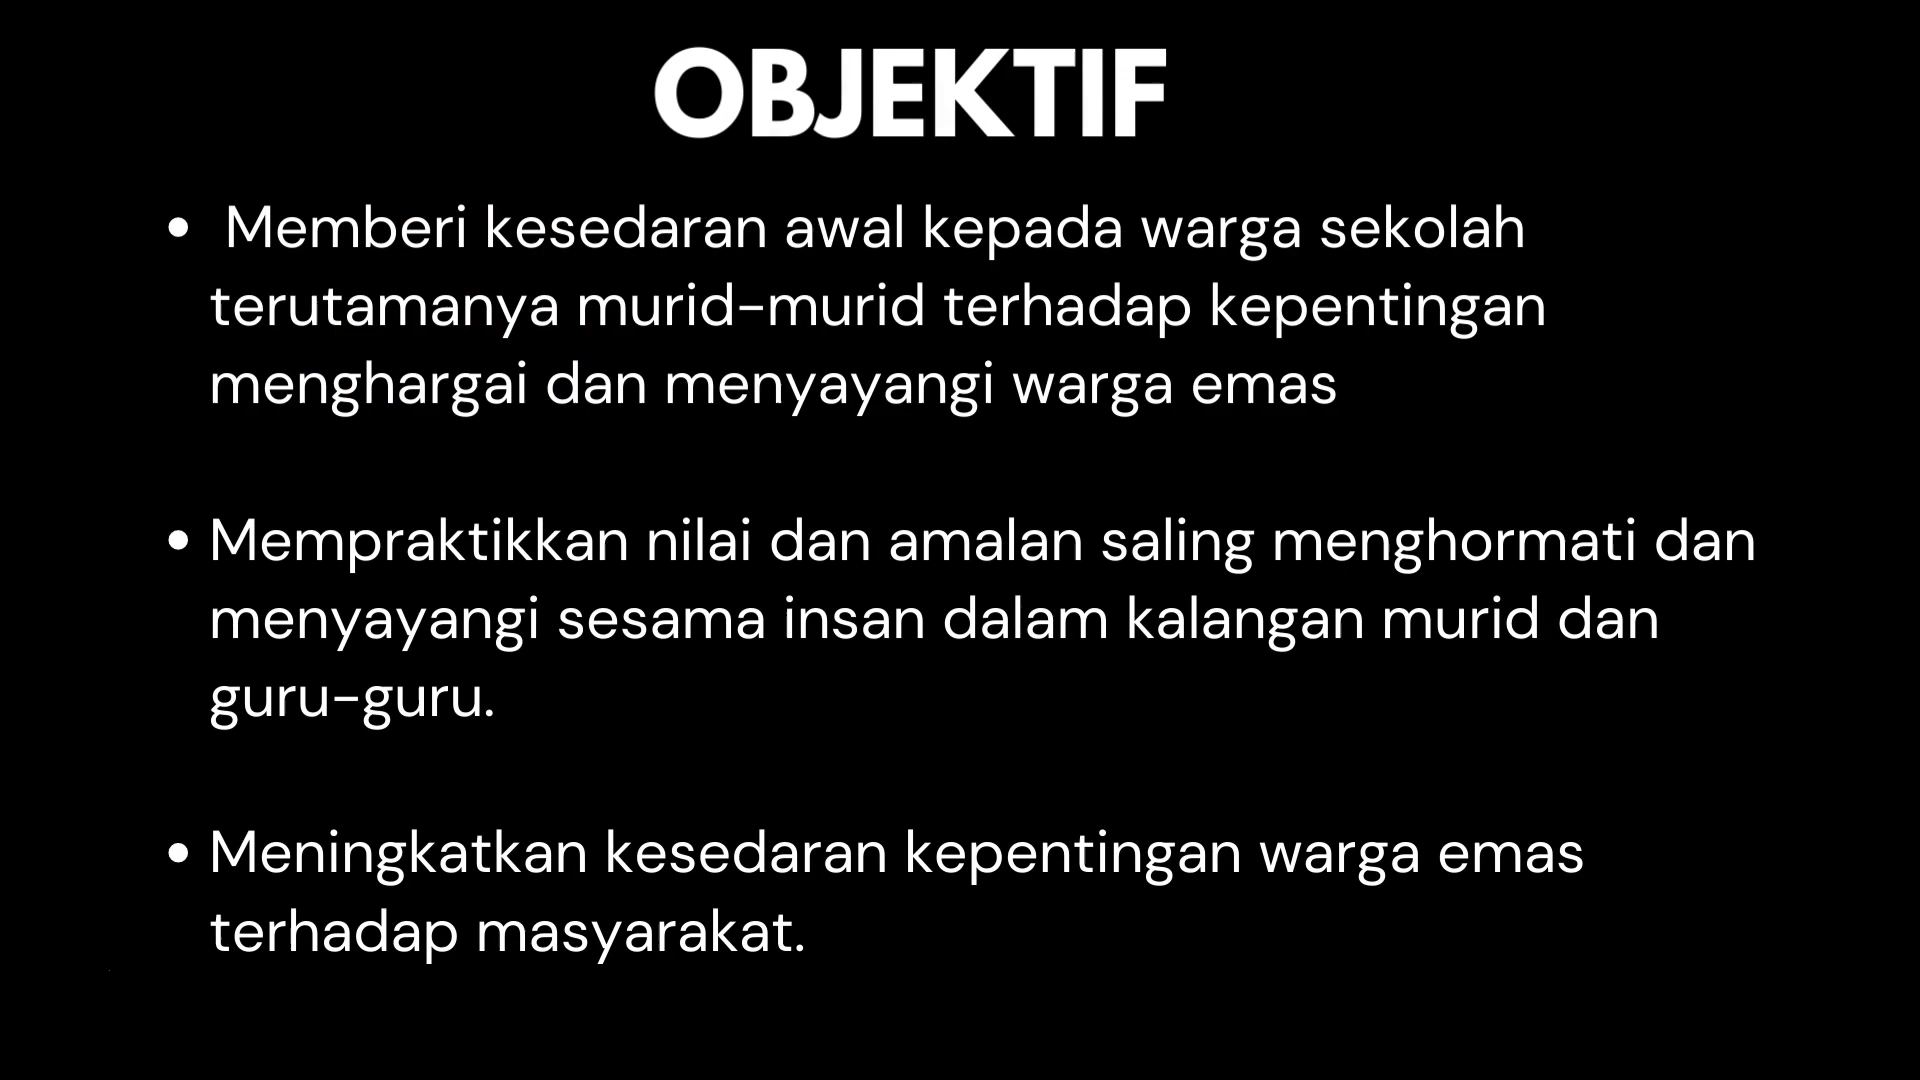 OBJEKTIF
• Memberi kesedaran awal kepada warga sekolah
terutamanya murid-murid terhadap kepentingan
menghargai dan menyayangi warga emas
• Mempraktikkan nilai dan amalan saling menghormati dan
menyayangi sesama insan dalam kalangan murid dan
guru-guru.
• Meningkatkan kesedaran kepentingan warga emas
terhadap masyarakat.